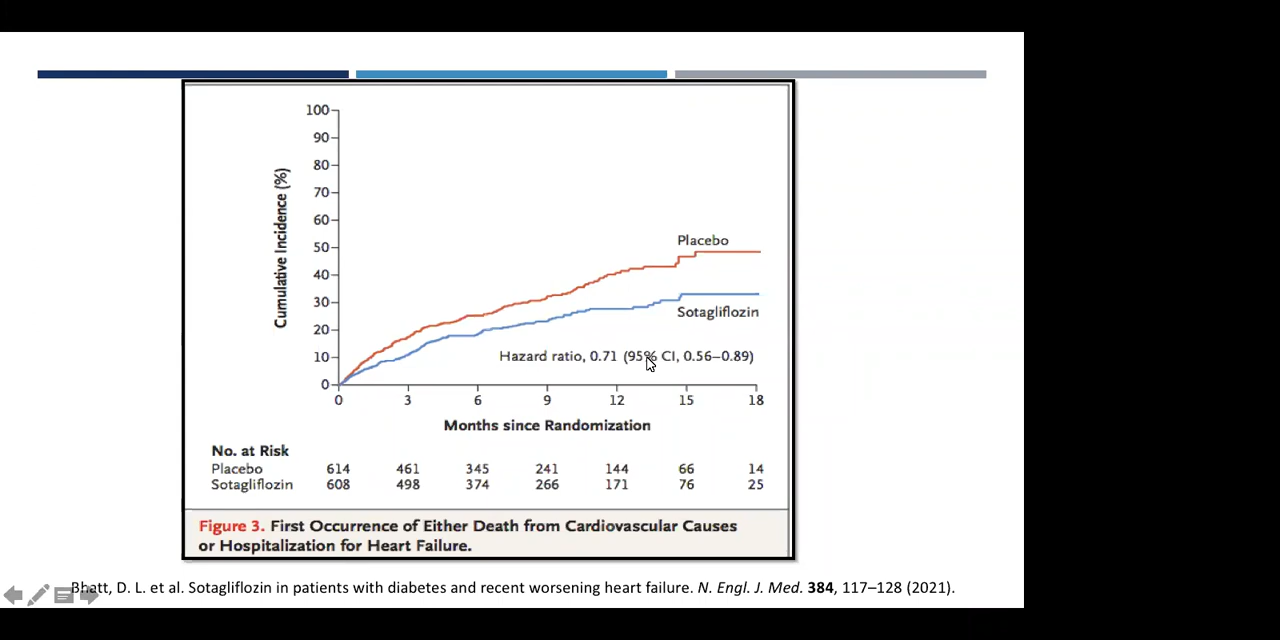 100
90
80
70
60
50
40
30
20
10
0
Cumulative Incidence (%)
Placebo
Sotagliflozin
Hazard ratio, 0.71 (95% CI, 0.56–0.89)
0 3 6 9 12 15 18
Months since Randomization
No. at Risk
Placebo 614 461 345 241 144 66 14
Sotagliflozin 608 498 374 266 171 76 25
Figure 3. First Occurrence of Either Death from Cardiovascular Causes
or Hospitalization for Heart Failure.
Bhatt, D. L. et al. Sotagliflozin in patients with diabetes and recent worsening heart failure. N. Engl. J. Med. 384, 117–128 (2021).